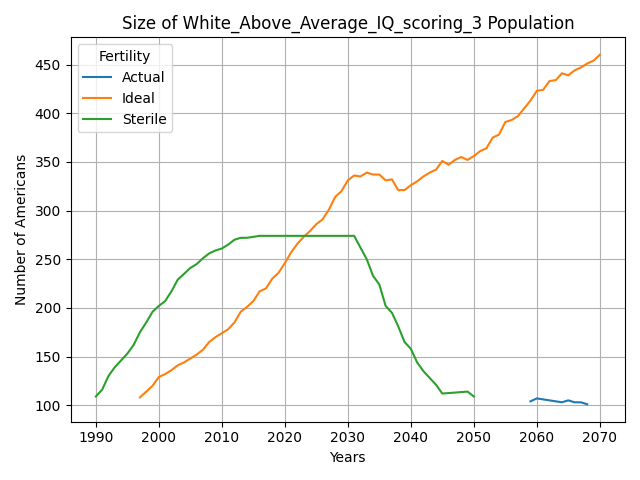 Size of White_Above_Average_IQ_scoring_3 Population
Fertility
Actual
Ideal
Sterile
Number of Americans
450
400
350
300
250
200
150
100
1990 2000 2010 2020 2030 2040 2050 2060 2070
Years